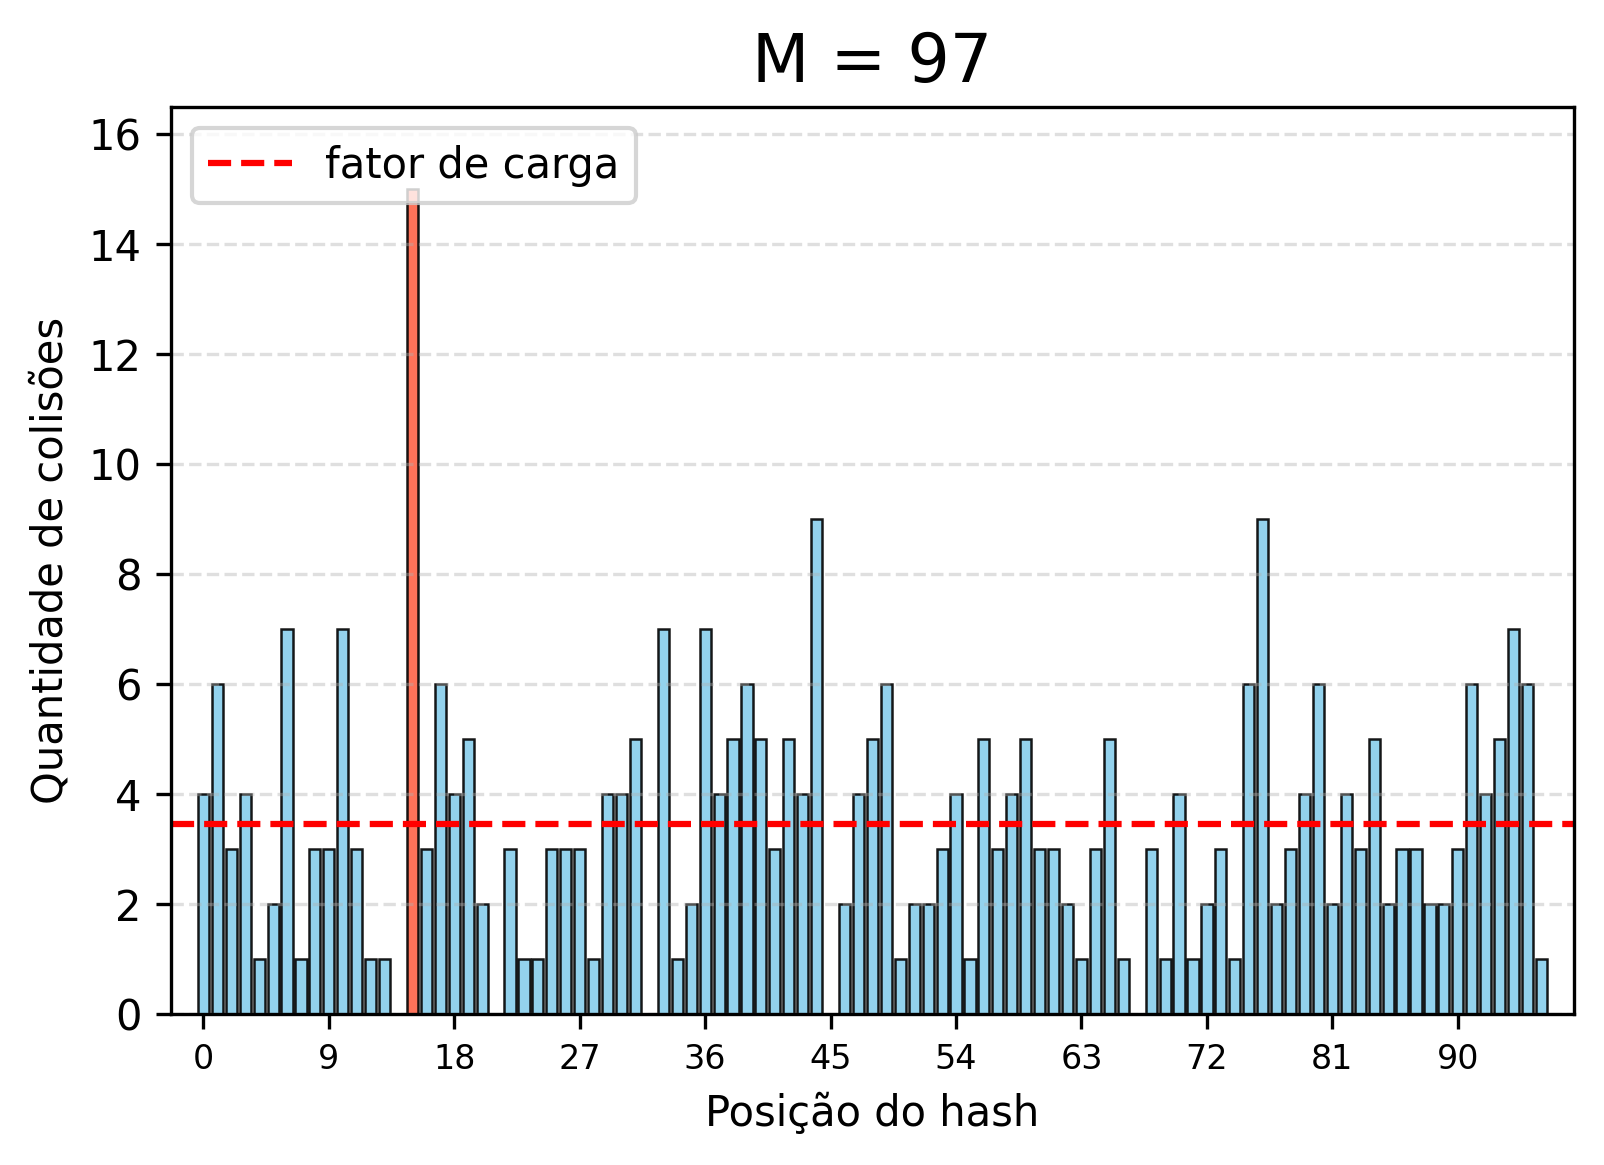 M = 97
fator de carga
16
14
12
10
8
6
4
2
0
Quantidade de colisões
0 9 18 27 36 45 54 63 72 81 90
Posição do hash